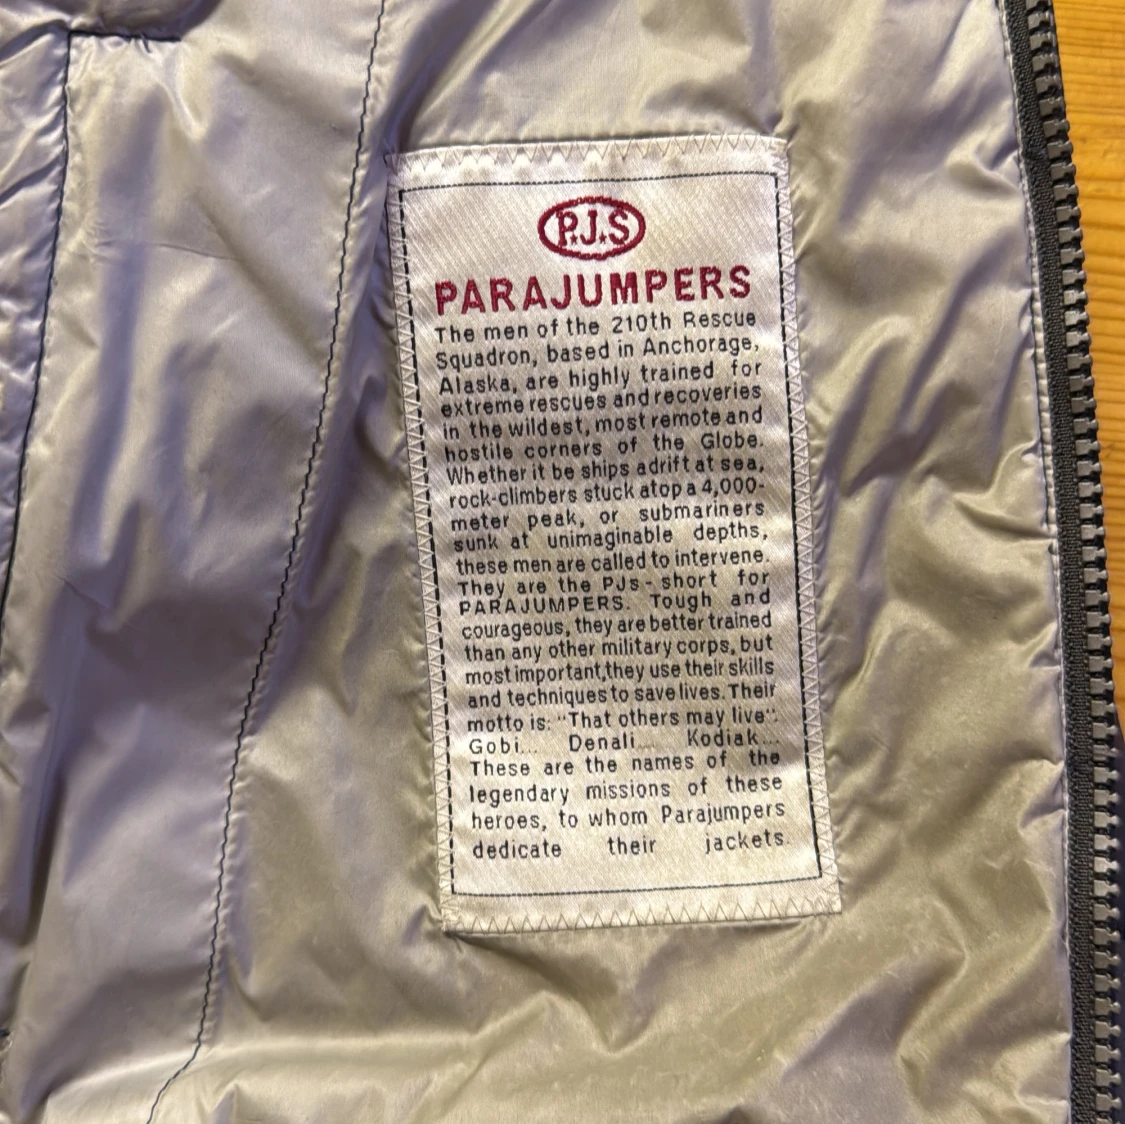 P.J.S
PARAJUMPERS
The men of the 210th Rescue
Squadron, based in Anchorage,
Alaska, are highly trained for
extreme rescues and recoveries
in the wildest, most remote and
hostile corners of the Globe.
Whether it be ships adrift at sea,
rock-climbers stuck atop a 4,000-
meter peak, or submariners
sunk at unimaginable depths,
these men are called to intervene.
They are the PJs - short for
PARAJUMPERS. Tough and
courageous, they are better trained
than any other military corps, but
most important,they use their skills
and techniques to save lives. Their
motto is: "That others may live".
Gobi... Denali... Kodiak...
These are the names of the
legendary missions of these
heroes, to whom Parajumpers
dedicate their jackets.